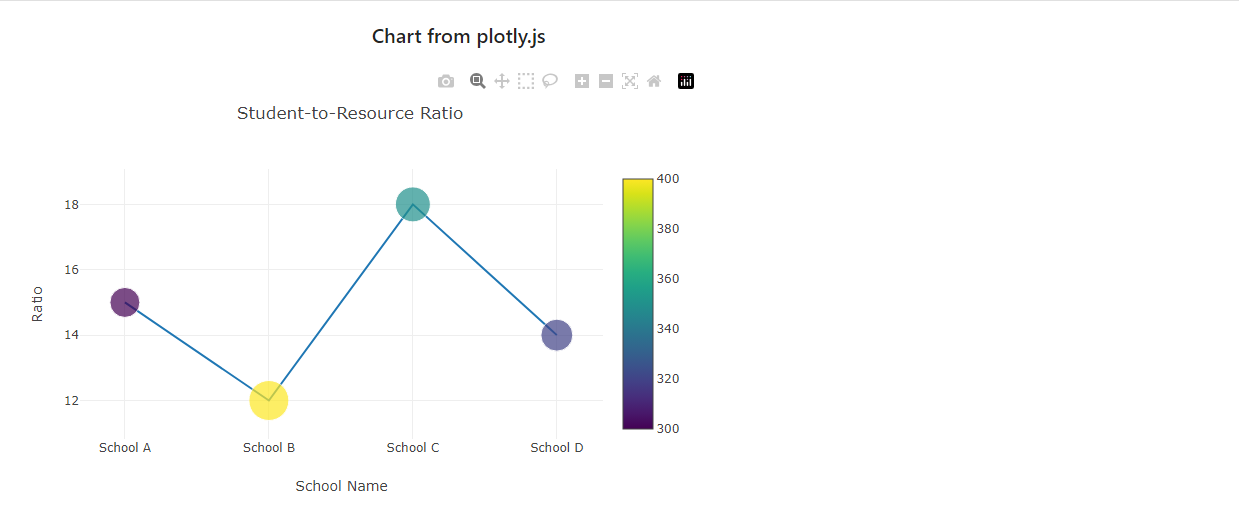 Chart from plotly.js
Student-to-Resource Ratio
18
16
14
12
Ratio
School A School B School C School D
School Name
400
380
360
340
320
300